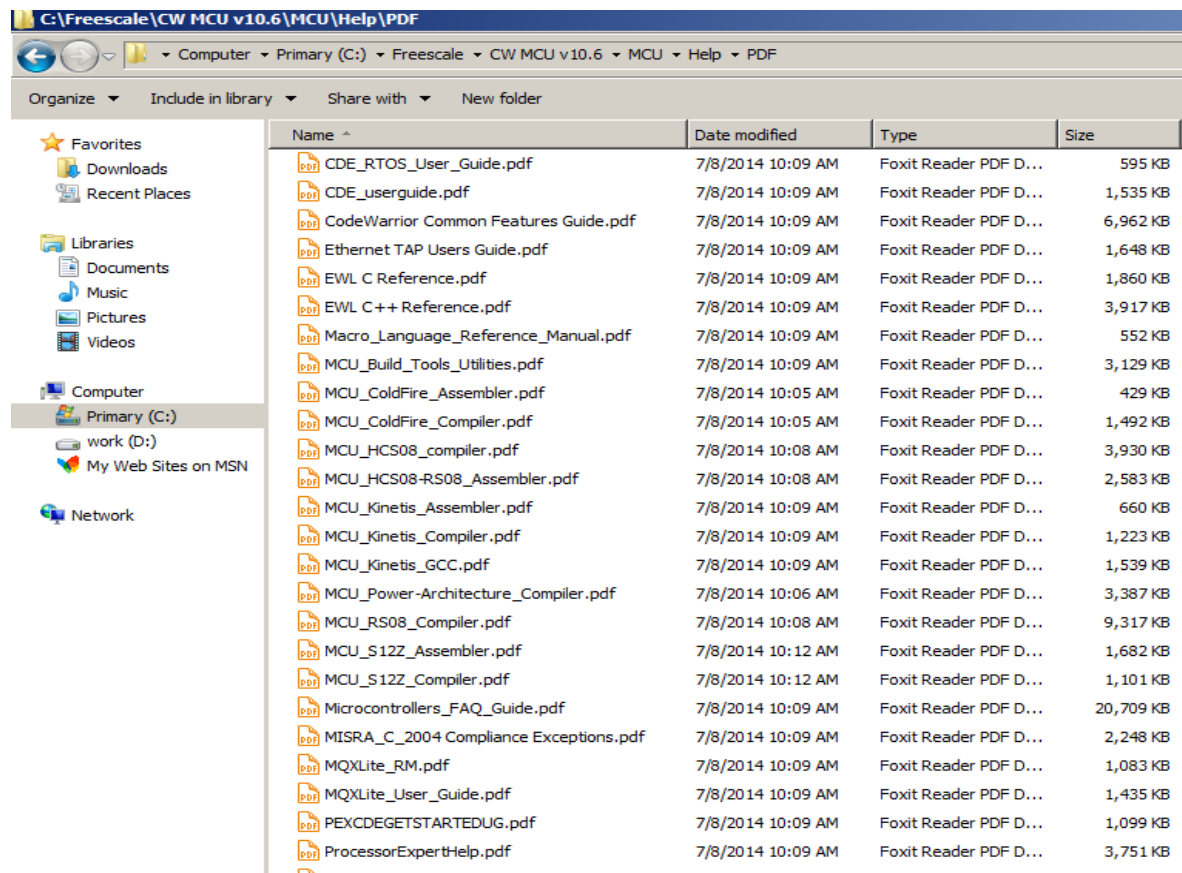 C:\Freescale\CW MCU v10.6\MCU\Help\PDF
Computer Primary (C:) Freescale CW MCU v10.6 MCU Help PDF
Organize Include in library Share with New folder
Favorites
Downloads
Recent Places
Libraries
Documents
Music
Pictures
Videos
Computer
Primary (C:)
work (D:)
My Web Sites on MSN
Network
Name Date modified Type Size
CDE_RTOS_User_Guide.pdf 7/8/2014 10:09 AM Foxit Reader PDF D... 595 KB
CDE_userguide.pdf 7/8/2014 10:09 AM Foxit Reader PDF D... 1,535 KB
CodeWarrior Common Features Guide.pdf 7/8/2014 10:09 AM Foxit Reader PDF D... 6,962 KB
Ethernet TAP Users Guide.pdf 7/8/2014 10:09 AM Foxit Reader PDF D... 1,648 KB
EWL C Reference.pdf 7/8/2014 10:09 AM Foxit Reader PDF D... 1,860 KB
EWL C++ Reference.pdf 7/8/2014 10:09 AM Foxit Reader PDF D... 3,917 KB
Macro_Language_Reference_Manual.pdf 7/8/2014 10:09 AM Foxit Reader PDF D... 552 KB
MCU_Build_Tools_Utilities.pdf 7/8/2014 10:09 AM Foxit Reader PDF D... 3,129 KB
MCU_ColdFire_Assembler.pdf 7/8/2014 10:05 AM Foxit Reader PDF D... 429 KB
MCU_ColdFire_Compiler.pdf 7/8/2014 10:05 AM Foxit Reader PDF D... 1,492 KB
MCU_HCS08_compiler.pdf 7/8/2014 10:08 AM Foxit Reader PDF D... 3,930 KB
MCU_HCS08-RS08_Assembler.pdf 7/8/2014 10:08 AM Foxit Reader PDF D... 2,583 KB
MCU_Kinetis_Assembler.pdf 7/8/2014 10:09 AM Foxit Reader PDF D... 660 KB
MCU_Kinetis_Compiler.pdf 7/8/2014 10:09 AM Foxit Reader PDF D... 1,223 KB
MCU_Kinetis_GCC.pdf 7/8/2014 10:09 AM Foxit Reader PDF D... 1,539 KB
MCU_Power-Architecture_Compiler.pdf 7/8/2014 10:06 AM Foxit Reader PDF D... 3,387 KB
MCU_RS08_Compiler.pdf 7/8/2014 10:08 AM Foxit Reader PDF D... 9,317 KB
MCU_S12Z_Assembler.pdf 7/8/2014 10:12 AM Foxit Reader PDF D... 1,682 KB
MCU_S12Z_Compiler.pdf 7/8/2014 10:12 AM Foxit Reader PDF D... 1,101 KB
Microcontrollers_FAQ_Guide.pdf 7/8/2014 10:09 AM Foxit Reader PDF D... 20,709 KB
MISRA_C_2004 Compliance Exceptions.pdf 7/8/2014 10:09 AM Foxit Reader PDF D... 2,248 KB
MQXLite_RM.pdf 7/8/2014 10:09 AM Foxit Reader PDF D... 1,083 KB
MQXLite_User_Guide.pdf 7/8/2014 10:09 AM Foxit Reader PDF D... 1,435 KB
PEXCDEGETSTARTEDUG.pdf 7/8/2014 10:09 AM Foxit Reader PDF D... 1,099 KB
ProcessorExpertHelp.pdf 7/8/2014 10:09 AM Foxit Reader PDF D... 3,751 KB